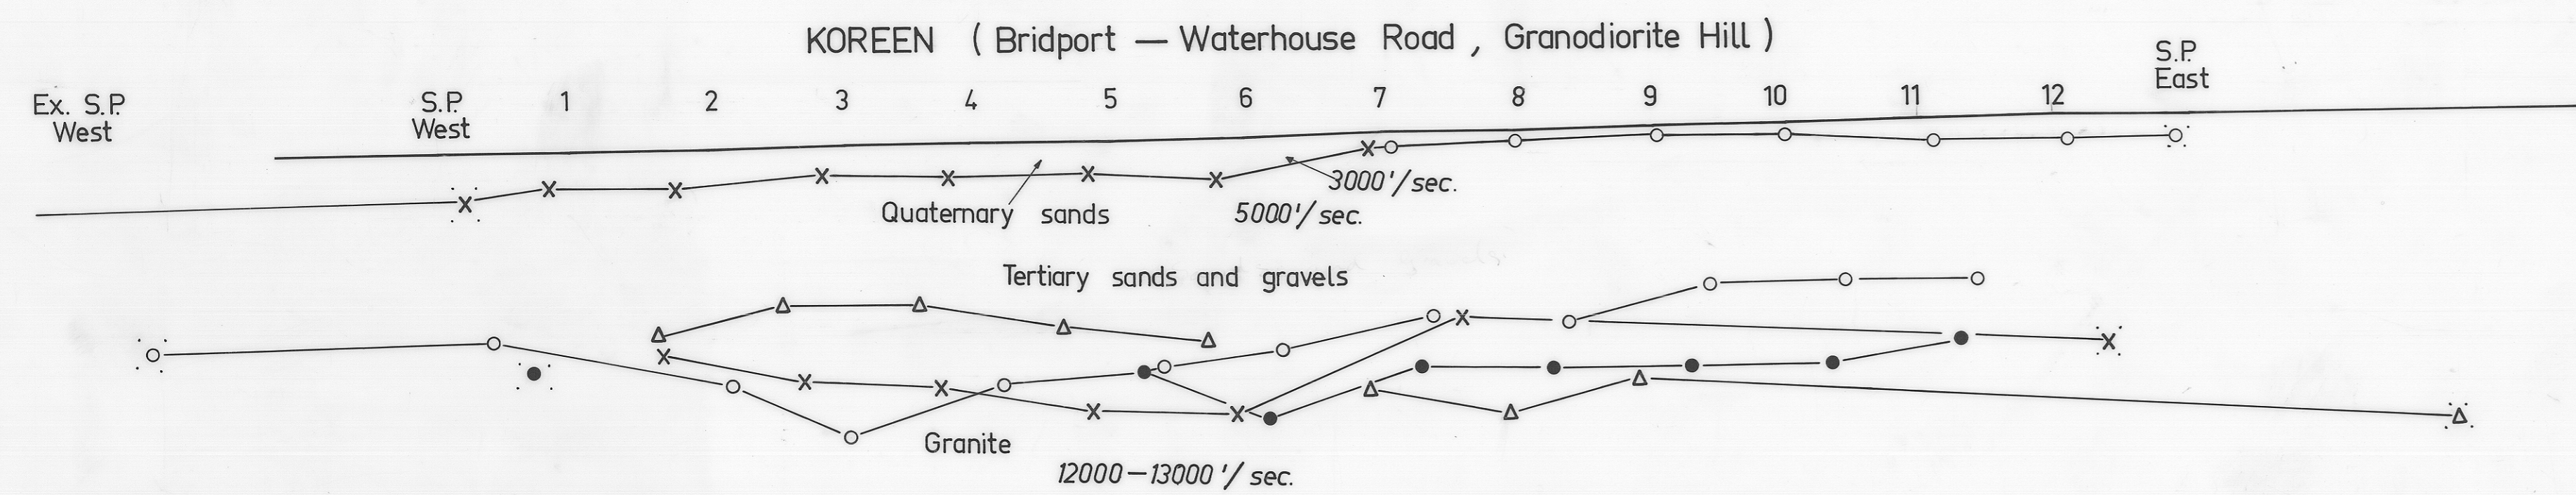 KOREEN ( Bridport — Waterhouse Road , Granodiorite Hill )
S.P.
East
Ex. S.P.
West
S.P.
West
1 2 3 4 5 6 7 8 9 10 11 12
3000'/sec.
Quaternary sands
5000'/sec.
Tertiary sands and gravels
Granite
12000—13000'/sec.